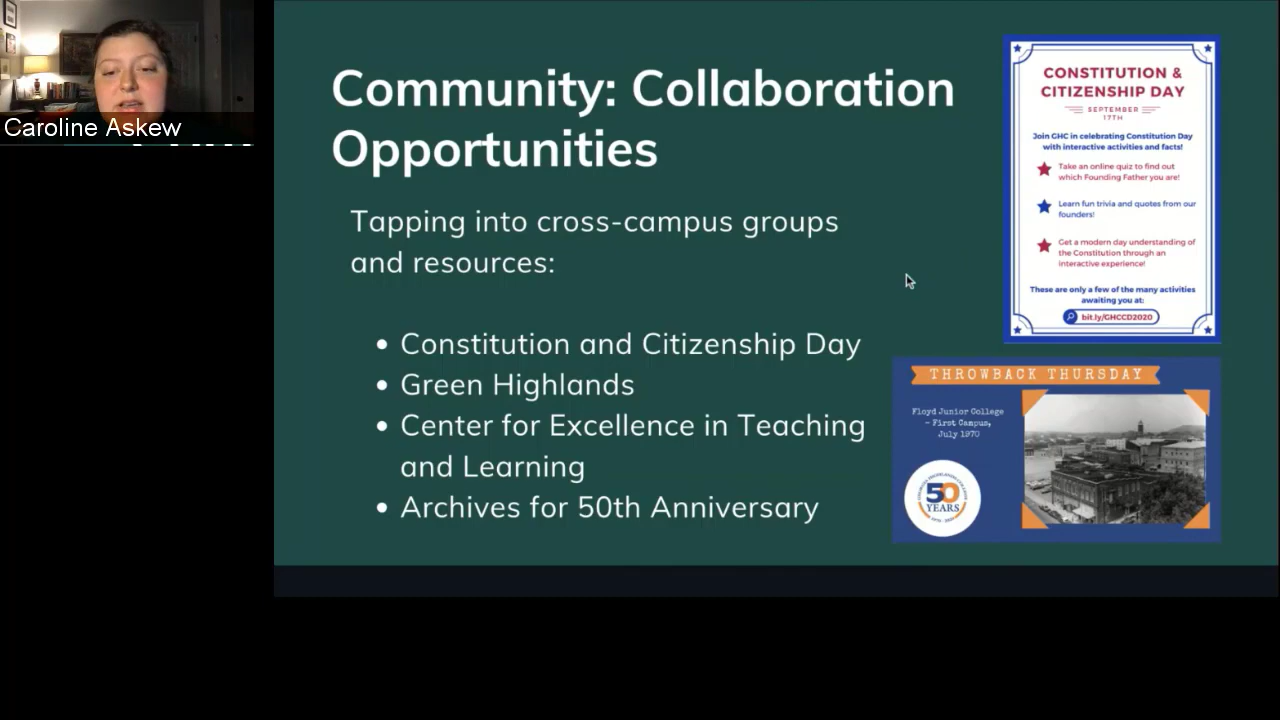 Caroline Askew
Community: Collaboration
Opportunities
Tapping into cross-campus groups
and resources:
• Constitution and Citizenship Day
• Green Highlands
• Center for Excellence in Teaching
and Learning
• Archives for 50th Anniversary
CONSTITUTION &
CITIZENSHIP DAY
SEPTEMBER
17TH
Join GHC in celebrating Constitution Day
with interactive activities and facts!
Take an online quiz to find out
which Founding Father you are!
Learn fun trivia and quotes from our
founders!
Get a modern day understanding of
the Constitution through an
interactive experience!
These are only a few of the many activities
awaiting you at:
bit.ly/GHCCD2020
THROWBACK THURSDAY
Floyd Junior College
- First Campus,
July 1970
50
YEARS